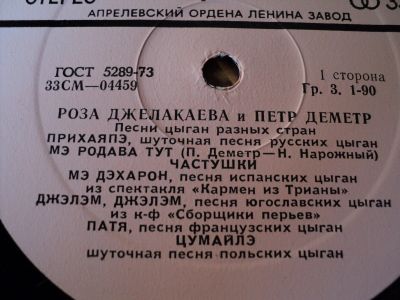 СТЕРЕО
АПРЕЛЕВСКИЙ ОРДЕНА ЛЕНИНА ЗАВОД
ГОСТ 5289-73
33СМ—04459
I сторона
Гр. 3. 1-90
РОЗА ДЖЕЛАКАЕВА и ПЕТР ДЕМЕТР
Песни цыган разных стран
ПРИХАЯПЭ, шуточная песня русских цыган
МЭ РОДАВА ТУТ (П. Деметр—Н. Нарожный)
ЧАСТУШКИ
МЭ ДЭХАРОН, песня испанских цыган
из спектакля «Кармен из Трианы»
ДЖЭЛЭМ, ДЖЭЛЭМ, песня югославских цыган
из к-ф «Сборщики перьев»
ПАТЯ, песня французских цыган
ЦУМАЙЛЭ
шуточная песня польских цыган